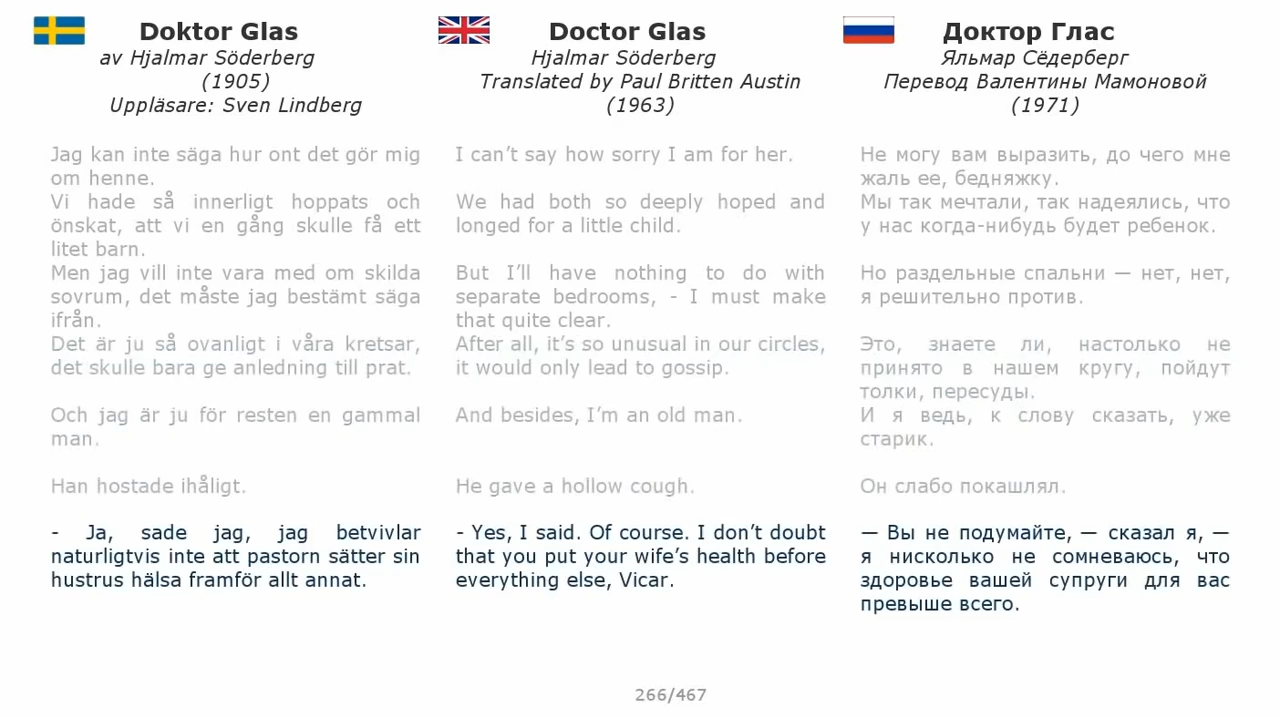 Doktor Glas
av Hjalmar Söderberg
(1905)
Uppläsare: Sven Lindberg
Jag kan inte säga hur ont det gör mig
om henne.
Vi hade så innerligt hoppats och
önskat, att vi en gång skulle få ett
litet barn.
Men jag vill inte vara med om skilda
sovrum, det måste jag bestämt säga
ifrån.
Det är ju så ovanligt i våra kretsar,
det skulle bara ge anledning till prat.
Och jag är ju för resten en gammal
man.
Han hostade ihåligt.
- Ja, sade jag, jag betvivlar
naturligtvis inte att pastorn sätter sin
hustrus hälsa framför allt annat.
Doctor Glas
Hjalmar Söderberg
Translated by Paul Britten Austin
(1963)
I can’t say how sorry I am for her.
We had both so deeply hoped and
longed for a little child.
But I’ll have nothing to do with
separate bedrooms, - I must make
that quite clear.
After all, it’s so unusual in our circles,
it would only lead to gossip.
And besides, I’m an old man.
He gave a hollow cough.
- Yes, I said. Of course. I don’t doubt
that you put your wife’s health before
everything else, Vicar.
Доктор Глас
Яльмар Сёдерберг
Перевод Валентины Мамоновой
(1971)
Не могу вам выразить, до чего мне
жаль ее, бедняжку.
Мы так мечтали, так надеялись, что
у нас когда-нибудь будет ребенок.
Но раздельные спальни — нет, нет,
я решительно против.
Это, знаете ли, настолько не
принято в нашем кругу, пойдут
толки, пересуды.
И я ведь, к слову сказать, уже
старик.
Он слабо покашлял.
— Вы не подумайте, — сказал я, —
я нисколько не сомневаюсь, что
здоровье вашей супруги для вас
превыше всего.
266/467